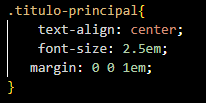 .titulo-principal{
text-align: center;
font-size: 2.5em;
margin: 0 0 1em;
}